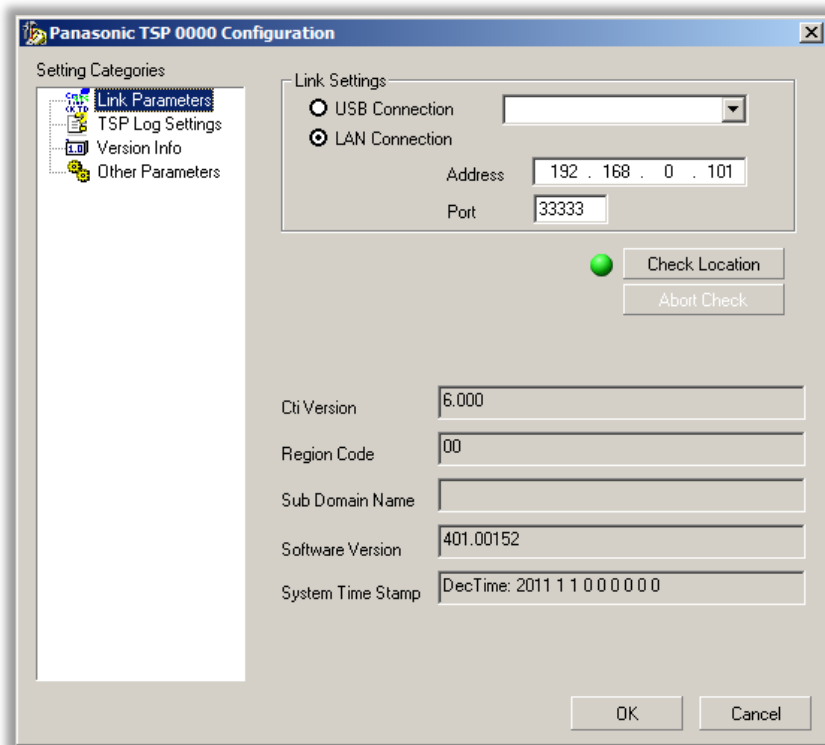 Panasonic TSP 0000 Configuration
Setting Categories
Link Parameters
TSP Log Settings
Version Info
Other Parameters
Link Settings
USB Connection
LAN Connection
Address 192 . 168 . 0 . 101
Port 33333
Check Location
Abort Check
Cti Version 6.000
Region Code 00
Sub Domain Name
Software Version 401.00152
System Time Stamp DecTime: 2011 1 1 0 0 0 0 0 0
OK Cancel